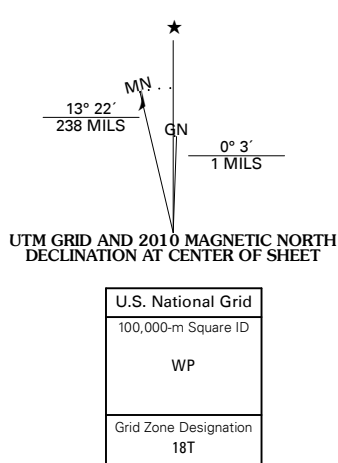 ★
MN
13° 22´
238 MILS
GN
0° 3´
1 MILS
UTM GRID AND 2010 MAGNETIC NORTH
DECLINATION AT CENTER OF SHEET
U.S. National Grid
100,000-m Square ID
WP
Grid Zone Designation
18T